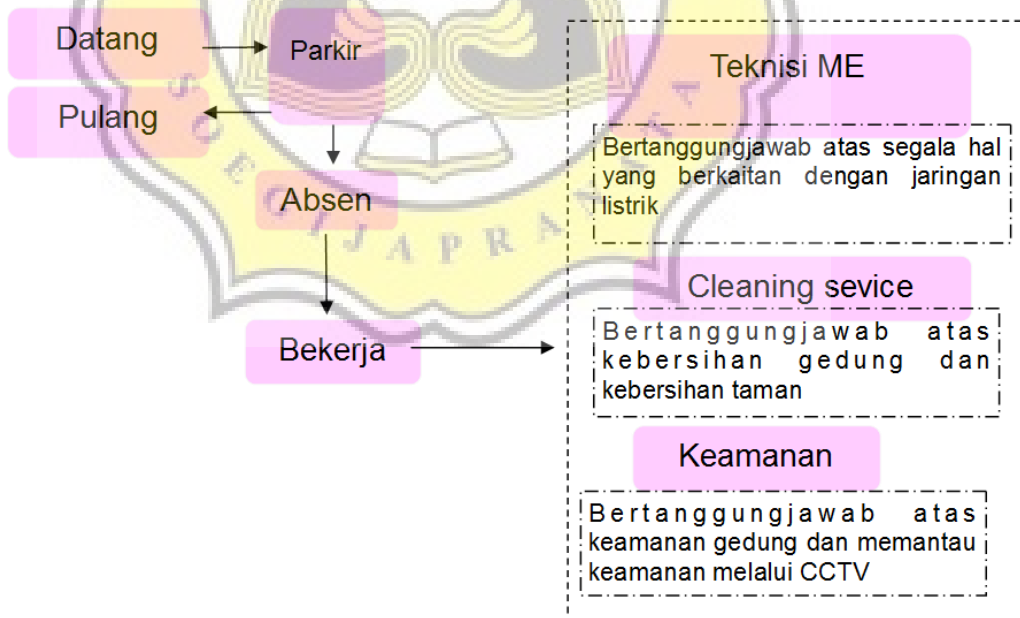 Datang
Parkir
Pulang
Absen
Bekerja
Teknisi ME
Bertanggungjawab atas segala hal
yang berkaitan dengan jaringan
listrik
Cleaning sevice
Bertanggungjawab atas
kebersihan gedung dan
kebersihan taman
Keamanan
Bertanggungjawab atas
keamanan gedung dan memantau
keamanan melalui CCTV
SOEGIJAPRANATA